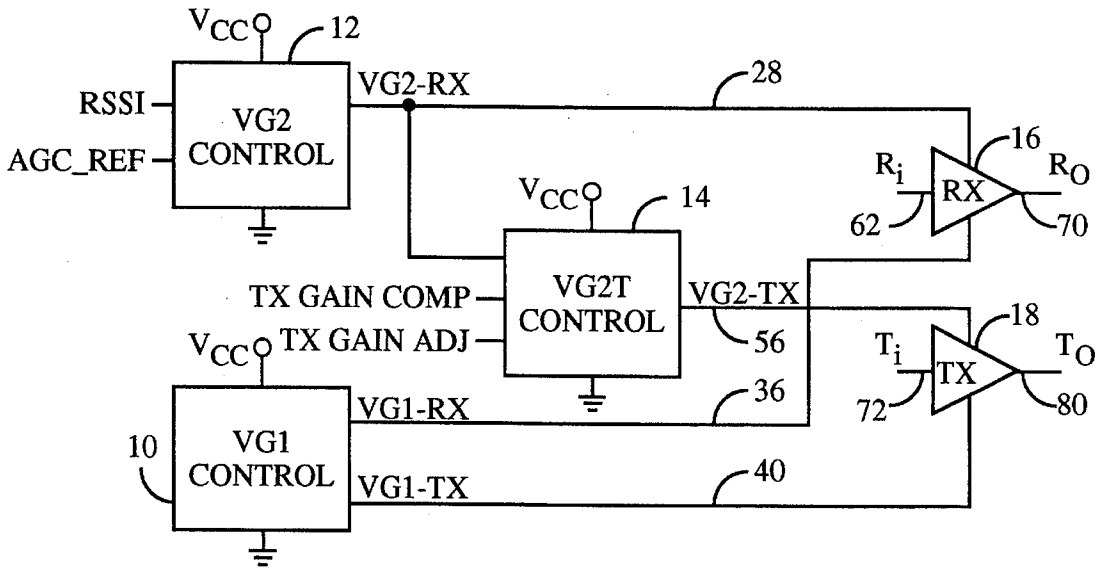 VCC
12
RSSI
AGC_REF
VG2
CONTROL
VG2-RX
28
16
Ri
RX
RO
62
70
VCC
14
TX GAIN COMP
TX GAIN ADJ
VG2T
CONTROL
VG2-TX
56
18
Ti
TX
TO
72
80
VCC
10
VG1
CONTROL
VG1-RX
36
VG1-TX
40